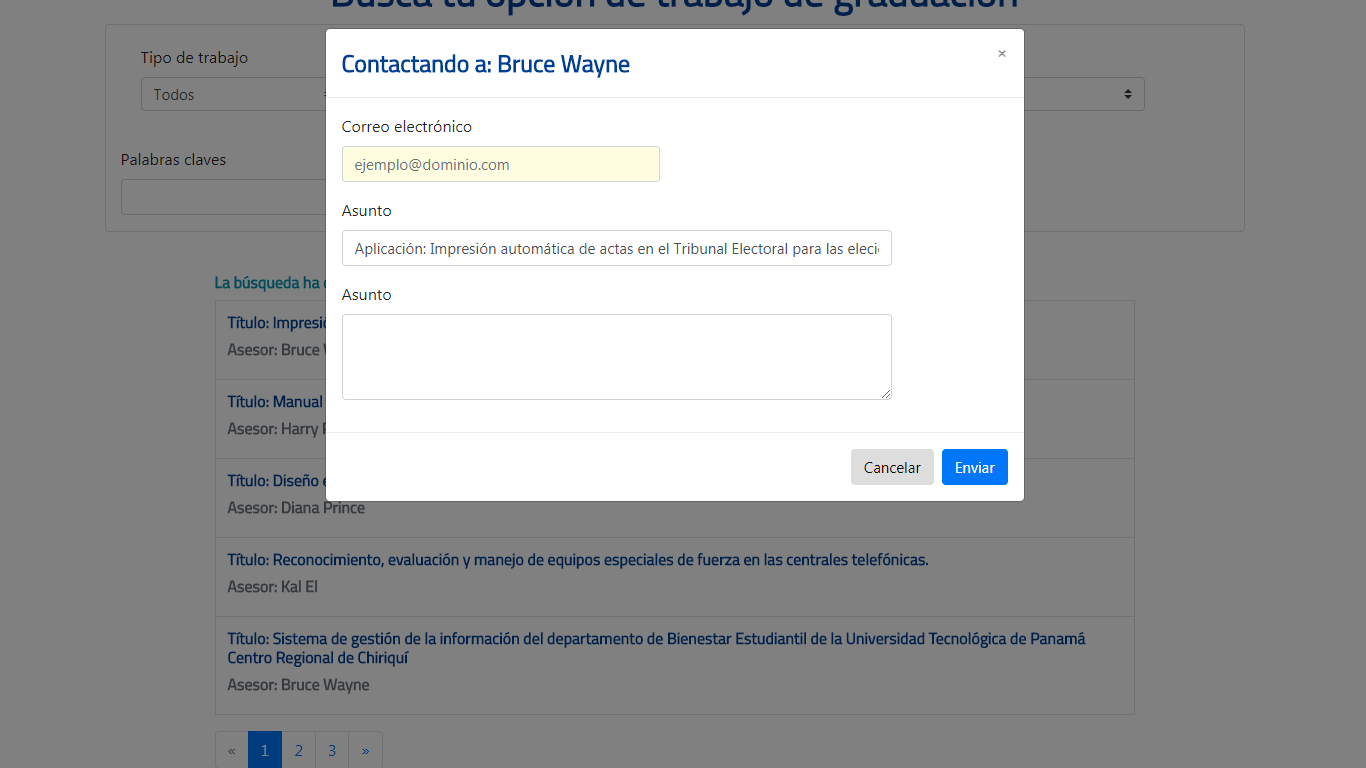 Busca tu opción de trabajo de graduación
Tipo de trabajo
Todos
Palabras claves
Contactando a: Bruce Wayne
×
Correo electrónico
ejemplo@dominio.com
Asunto
Aplicación: Impresión automática de actas en el Tribunal Electoral para las eleci
Asunto
Cancelar
Enviar
La búsqueda ha
Título: Impresi
Asesor: Bruce
Título: Manual
Asesor: Harry
Título: Diseño
Asesor: Diana Prince
Título: Reconocimiento, evaluación y manejo de equipos especiales de fuerza en las centrales telefónicas.
Asesor: Kal El
Título: Sistema de gestión de la información del departamento de Bienestar Estudiantil de la Universidad Tecnológica de Panamá
Centro Regional de Chiriquí
Asesor: Bruce Wayne
« 1 2 3 »